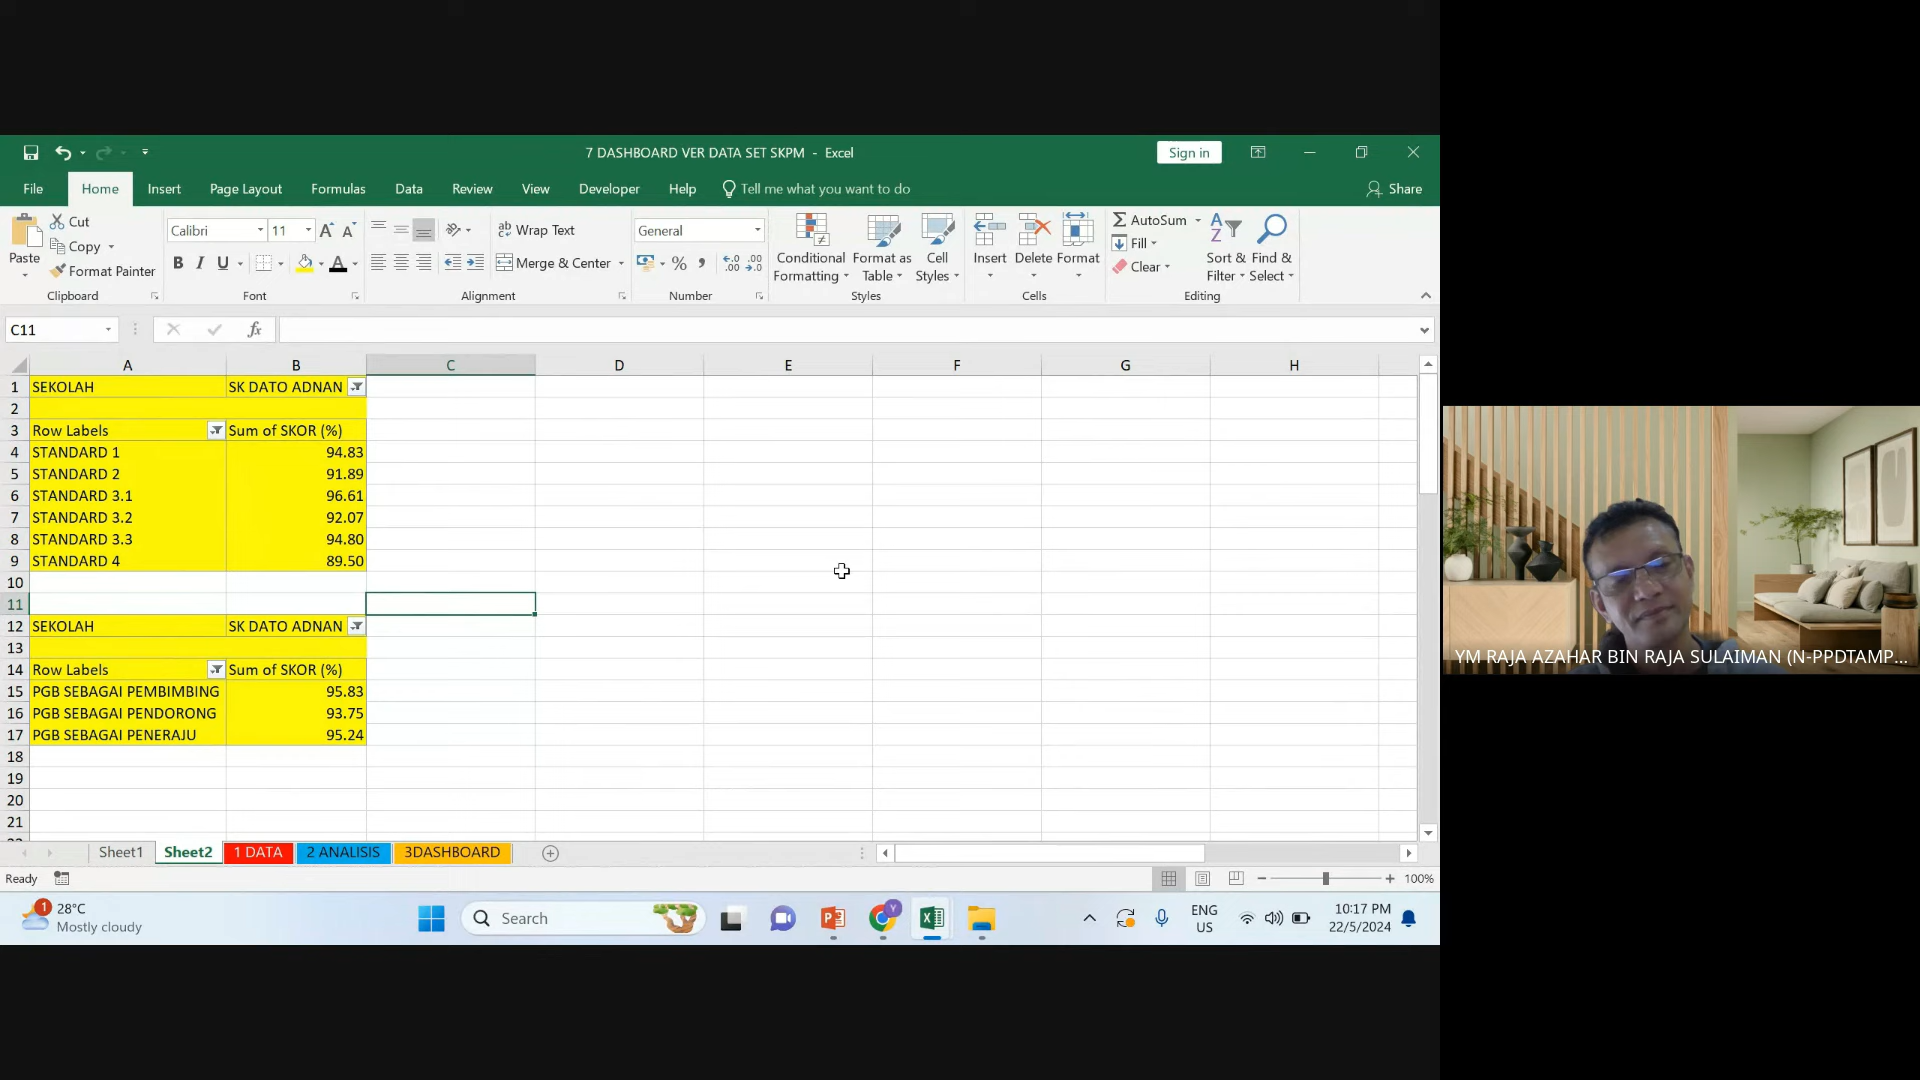 7 DASHBOARD VER DATA SET SKPM - Excel
Sign in
File Home Insert Page Layout Formulas Data Review View Developer Help Tell me what you want to do Share
Paste
Cut
Copy
Format Painter
Clipboard
Calibri 11
B I U
Font
Wrap Text
Merge & Center
Alignment
General
Number
Conditional Formatting
Format as Table
Cell Styles
Styles
Insert
Delete
Format
Cells
AutoSum
Fill
Clear
Sort & Filter
Find & Select
Editing
C11
fx
A B C D E F G H
1 SEKOLAH SK DATO ADNAN
2
3 Row Labels Sum of SKOR (%)
4 STANDARD 1 94.83
5 STANDARD 2 91.89
6 STANDARD 3.1 96.61
7 STANDARD 3.2 92.07
8 STANDARD 3.3 94.80
9 STANDARD 4 89.50
10
11
12 SEKOLAH SK DATO ADNAN
13
14 Row Labels Sum of SKOR (%)
15 PGB SEBAGAI PEMBIMBING 95.83
16 PGB SEBAGAI PENDORONG 93.75
17 PGB SEBAGAI PENERAJU 95.24
18
19
20
21
Sheet1 Sheet2 1 DATA 2 ANALISIS 3DASHBOARD
Ready
100%
1
28°C
Mostly cloudy
Search
ENG
US
10:17 PM
22/5/2024
YM RAJA AZAHAR BIN RAJA SULAIMAN (N-PPDTAMP...